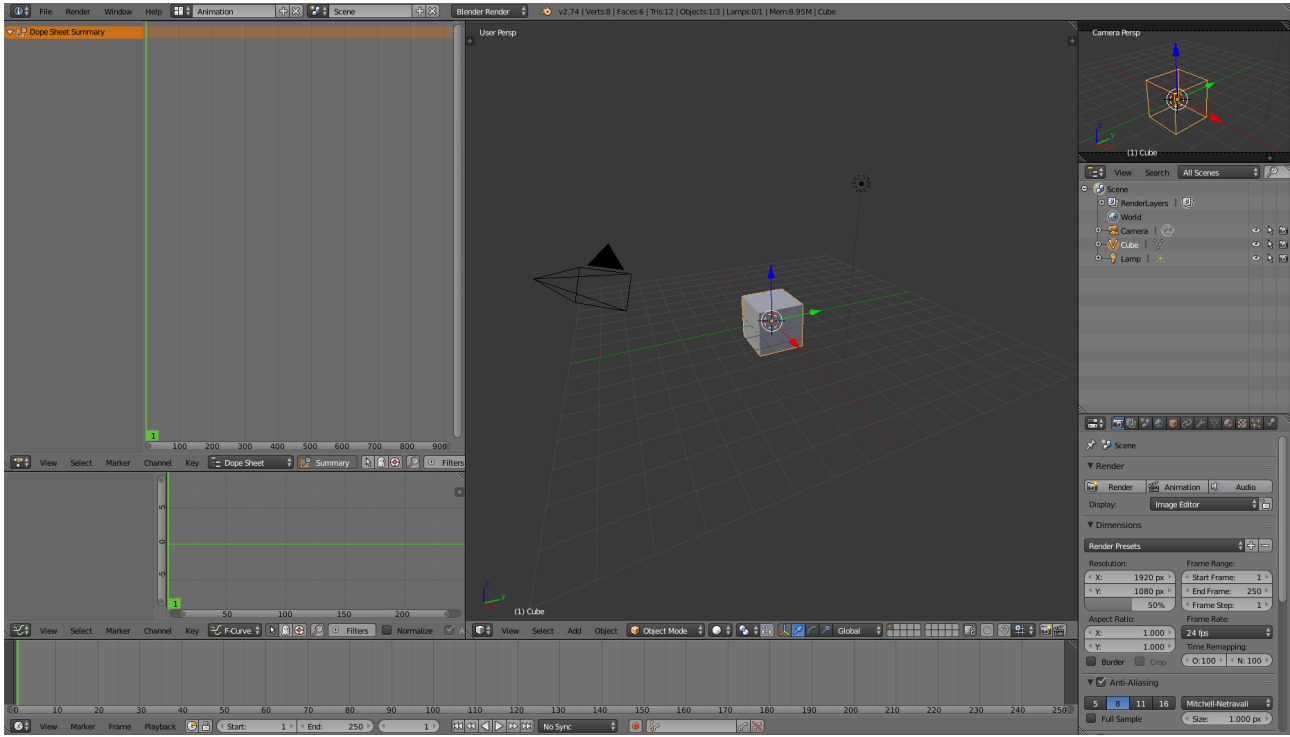 File Render Window Help Animation Scene Blender Render v2.74 | Verts:8 | Faces:6 | Tris:12 | Objects:1/3 | Lamps:0/1 | Mem:8.95M | Cube
Dope Sheet Summary
1
100 200 300 400 500 600 700 800 900
View Select Marker Channel Key Dope Sheet Summary Filters
5
0
-5
1
50 100 150 200
View Select Marker Channel Key F-Curve Filters Normalize A
User Persp
z
y
(1) Cube
View Select Add Object Object Mode Global
Camera Persp
z
y
(1) Cube
View Search All Scenes
Scene
RenderLayers |
World
Camera |
Cube |
Lamp |
Scene
Render
Render Animation Audio
Display: Image Editor
Dimensions
Render Presets
Resolution: Frame Range:
X: 1920 px Start Frame: 1
Y: 1080 px End Frame: 250
50% Frame Step: 1
Aspect Ratio: Frame Rate:
X: 1.000 24 fps
Y: 1.000 Time Remapping:
Border Crop O:100 N:100
Anti-Aliasing
5 8 11 16 Mitchell-Netravali
Full Sample Size: 1.000 px
0 10 20 30 40 50 60 70 80 90 100 110 120 130 140 150 160 170 180 190 200 210 220 230 240 250
View Marker Frame Playback Start: 1 End: 250 1 No Sync